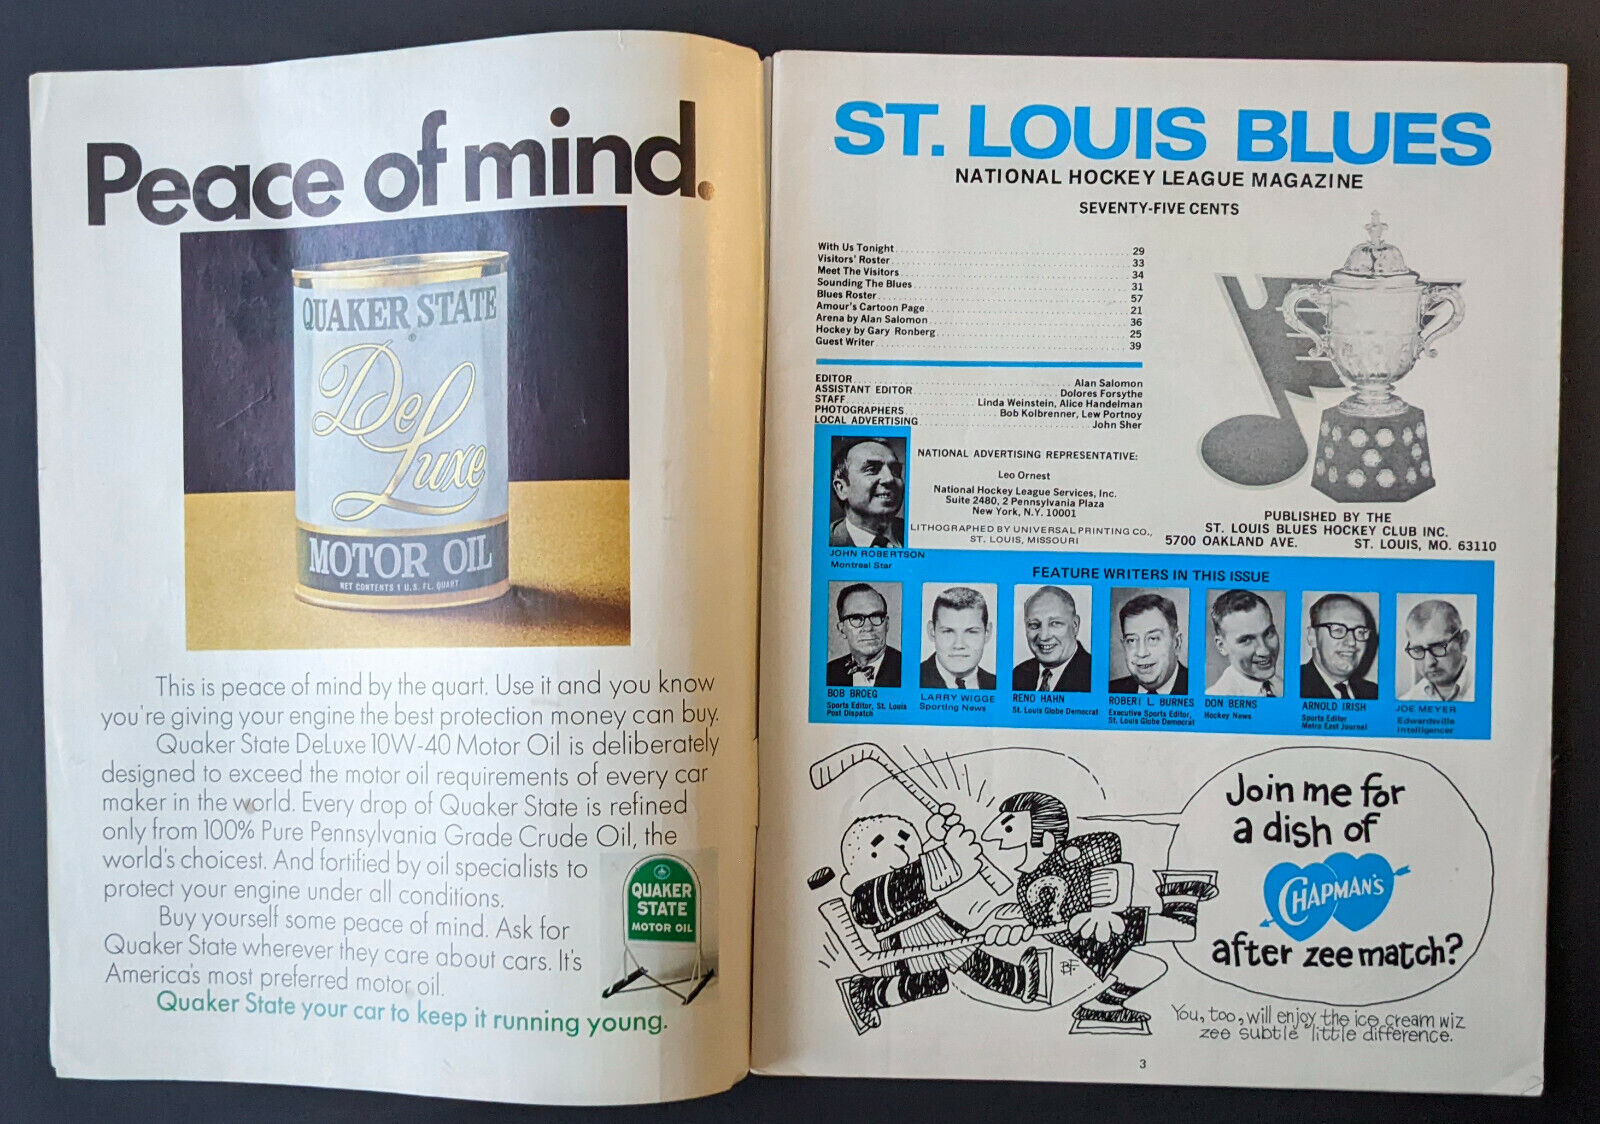 Peace of mind.
QUAKER STATE
®
De
Luxe
MOTOR OIL
NET CONTENTS 1 U.S. FL. QUART
This is peace of mind by the quart. Use it and you know
you're giving your engine the best protection money can buy.
Quaker State DeLuxe 10W-40 Motor Oil is deliberately
designed to exceed the motor oil requirements of every car
maker in the world. Every drop of Quaker State is refined
only from 100% Pure Pennsylvania Grade Crude Oil, the
world's choicest. And fortified by oil specialists to
protect your engine under all conditions.
Buy yourself some peace of mind. Ask for
Quaker State wherever they care about cars. It's
America's most preferred motor oil.
Quaker State your car to keep it running young.
QUAKER
STATE
MOTOR OIL
ST. LOUIS BLUES
NATIONAL HOCKEY LEAGUE MAGAZINE
SEVENTY-FIVE CENTS
With Us Tonight 29
Visitors' Roster 33
Meet The Visitors 34
Sounding The Blues 31
Blues Roster 57
Amour's Cartoon Page 21
Arena by Alan Salomon 36
Hockey by Gary Ronberg 25
Guest Writer 39
EDITOR Alan Salomon
ASSISTANT EDITOR Dolores Forsythe
STAFF Linda Weinstein, Alice Handelman
PHOTOGRAPHERS Bob Kolbrenner, Lew Portnoy
LOCAL ADVERTISING John Sher
NATIONAL ADVERTISING REPRESENTATIVE:
Leo Ornest
National Hockey League Services, Inc.
Suite 2480, 2 Pennsylvania Plaza
New York, N.Y. 10001
LITHOGRAPHED BY UNIVERSAL PRINTING CO.,
ST. LOUIS, MISSOURI
PUBLISHED BY THE
ST. LOUIS BLUES HOCKEY CLUB INC.
5700 OAKLAND AVE. ST. LOUIS, MO. 63110
JOHN ROBERTSON
Montreal Star
FEATURE WRITERS IN THIS ISSUE
BOB BROEG
Sports Editor, St. Louis
Post Dispatch
LARRY WIGGE
Sporting News
RENO HAHN
St. Louis Globe Democrat
ROBERT L. BURNES
Executive Sports Editor,
St. Louis Globe Democrat
DON BERNS
Hockey News
ARNOLD IRISH
Sports Editor
Metro East Journal
JOE MEYER
Edwardsville
Intelligencer
Join me for
a dish of
CHAPMAN'S
after zee match?
B.F.
You, too, will enjoy the ice cream wiz
zee subtle "little difference."
3